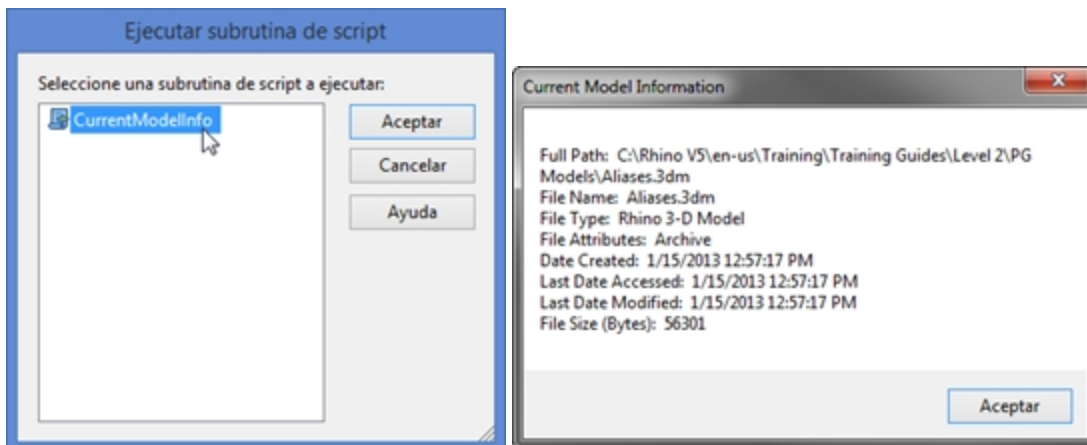 Ejecutar subrutina de script
Seleccione una subrutina de script a ejecutar:
CurrentModelInfo
Aceptar
Cancelar
Ayuda
Current Model Information
Full Path: C:\Rhino V5\en-us\Training\Training Guides\Level 2\PG
Models\Aliases.3dm
File Name: Aliases.3dm
File Type: Rhino 3-D Model
File Attributes: Archive
Date Created: 1/15/2013 12:57:17 PM
Last Date Accessed: 1/15/2013 12:57:17 PM
Last Date Modified: 1/15/2013 12:57:17 PM
File Size (Bytes): 56301
Aceptar